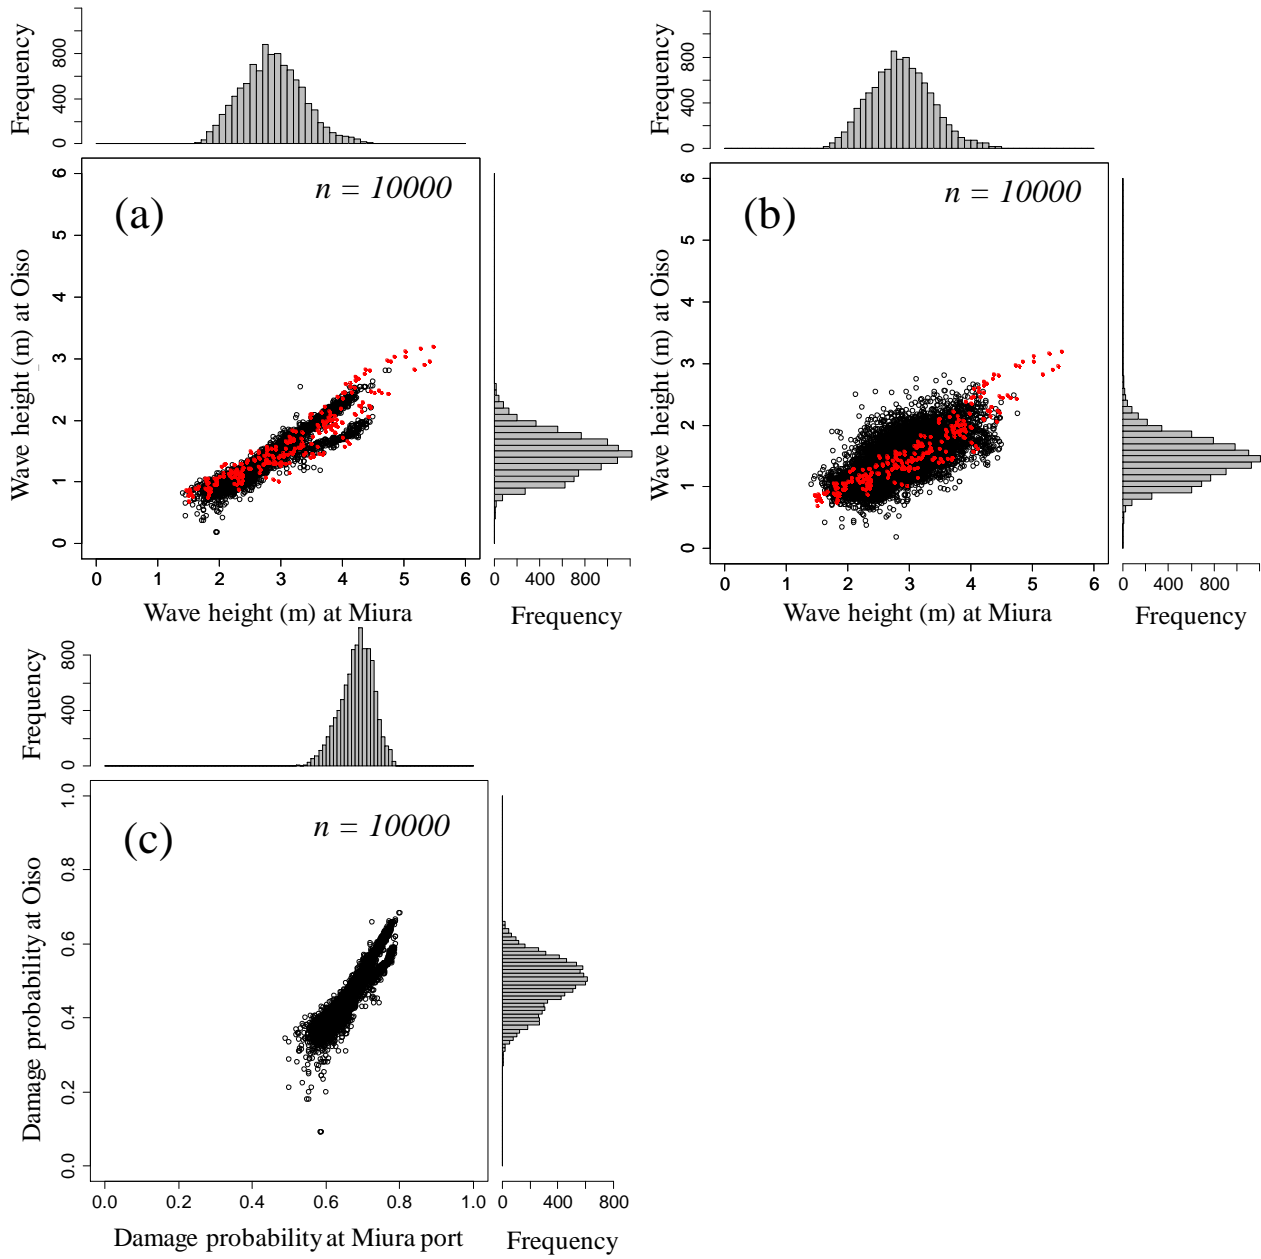 Frequency
0 400 800
Frequency
0 400 800
(a)
n = 10000
Wave height (m) at Oiso
0 1 2 3 4 5 6
0 1 2 3 4 5 6
Wave height (m) at Miura
0 400 800
Frequency
(b)
n = 10000
Wave height (m) at Oiso
0 1 2 3 4 5 6
0 1 2 3 4 5 6
Wave height (m) at Miura
0 400 800
Frequency
Frequency
0 400 800
(c)
n = 10000
Damage probability at Oiso
0.0 0.2 0.4 0.6 0.8 1.0
0.0 0.2 0.4 0.6 0.8 1.0
Damage probability at Miura port
0 400 800
Frequency